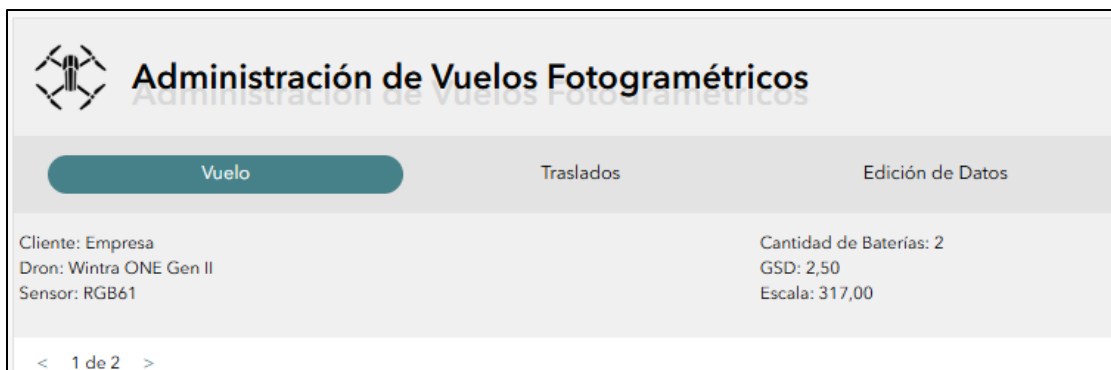 Administración de Vuelos Fotogramétricos
Vuelo Traslados Edición de Datos
Cliente: Empresa
Dron: Wintra ONE Gen II
Sensor: RGB61
Cantidad de Baterías: 2
GSD: 2,50
Escala: 317,00
< 1 de 2 >